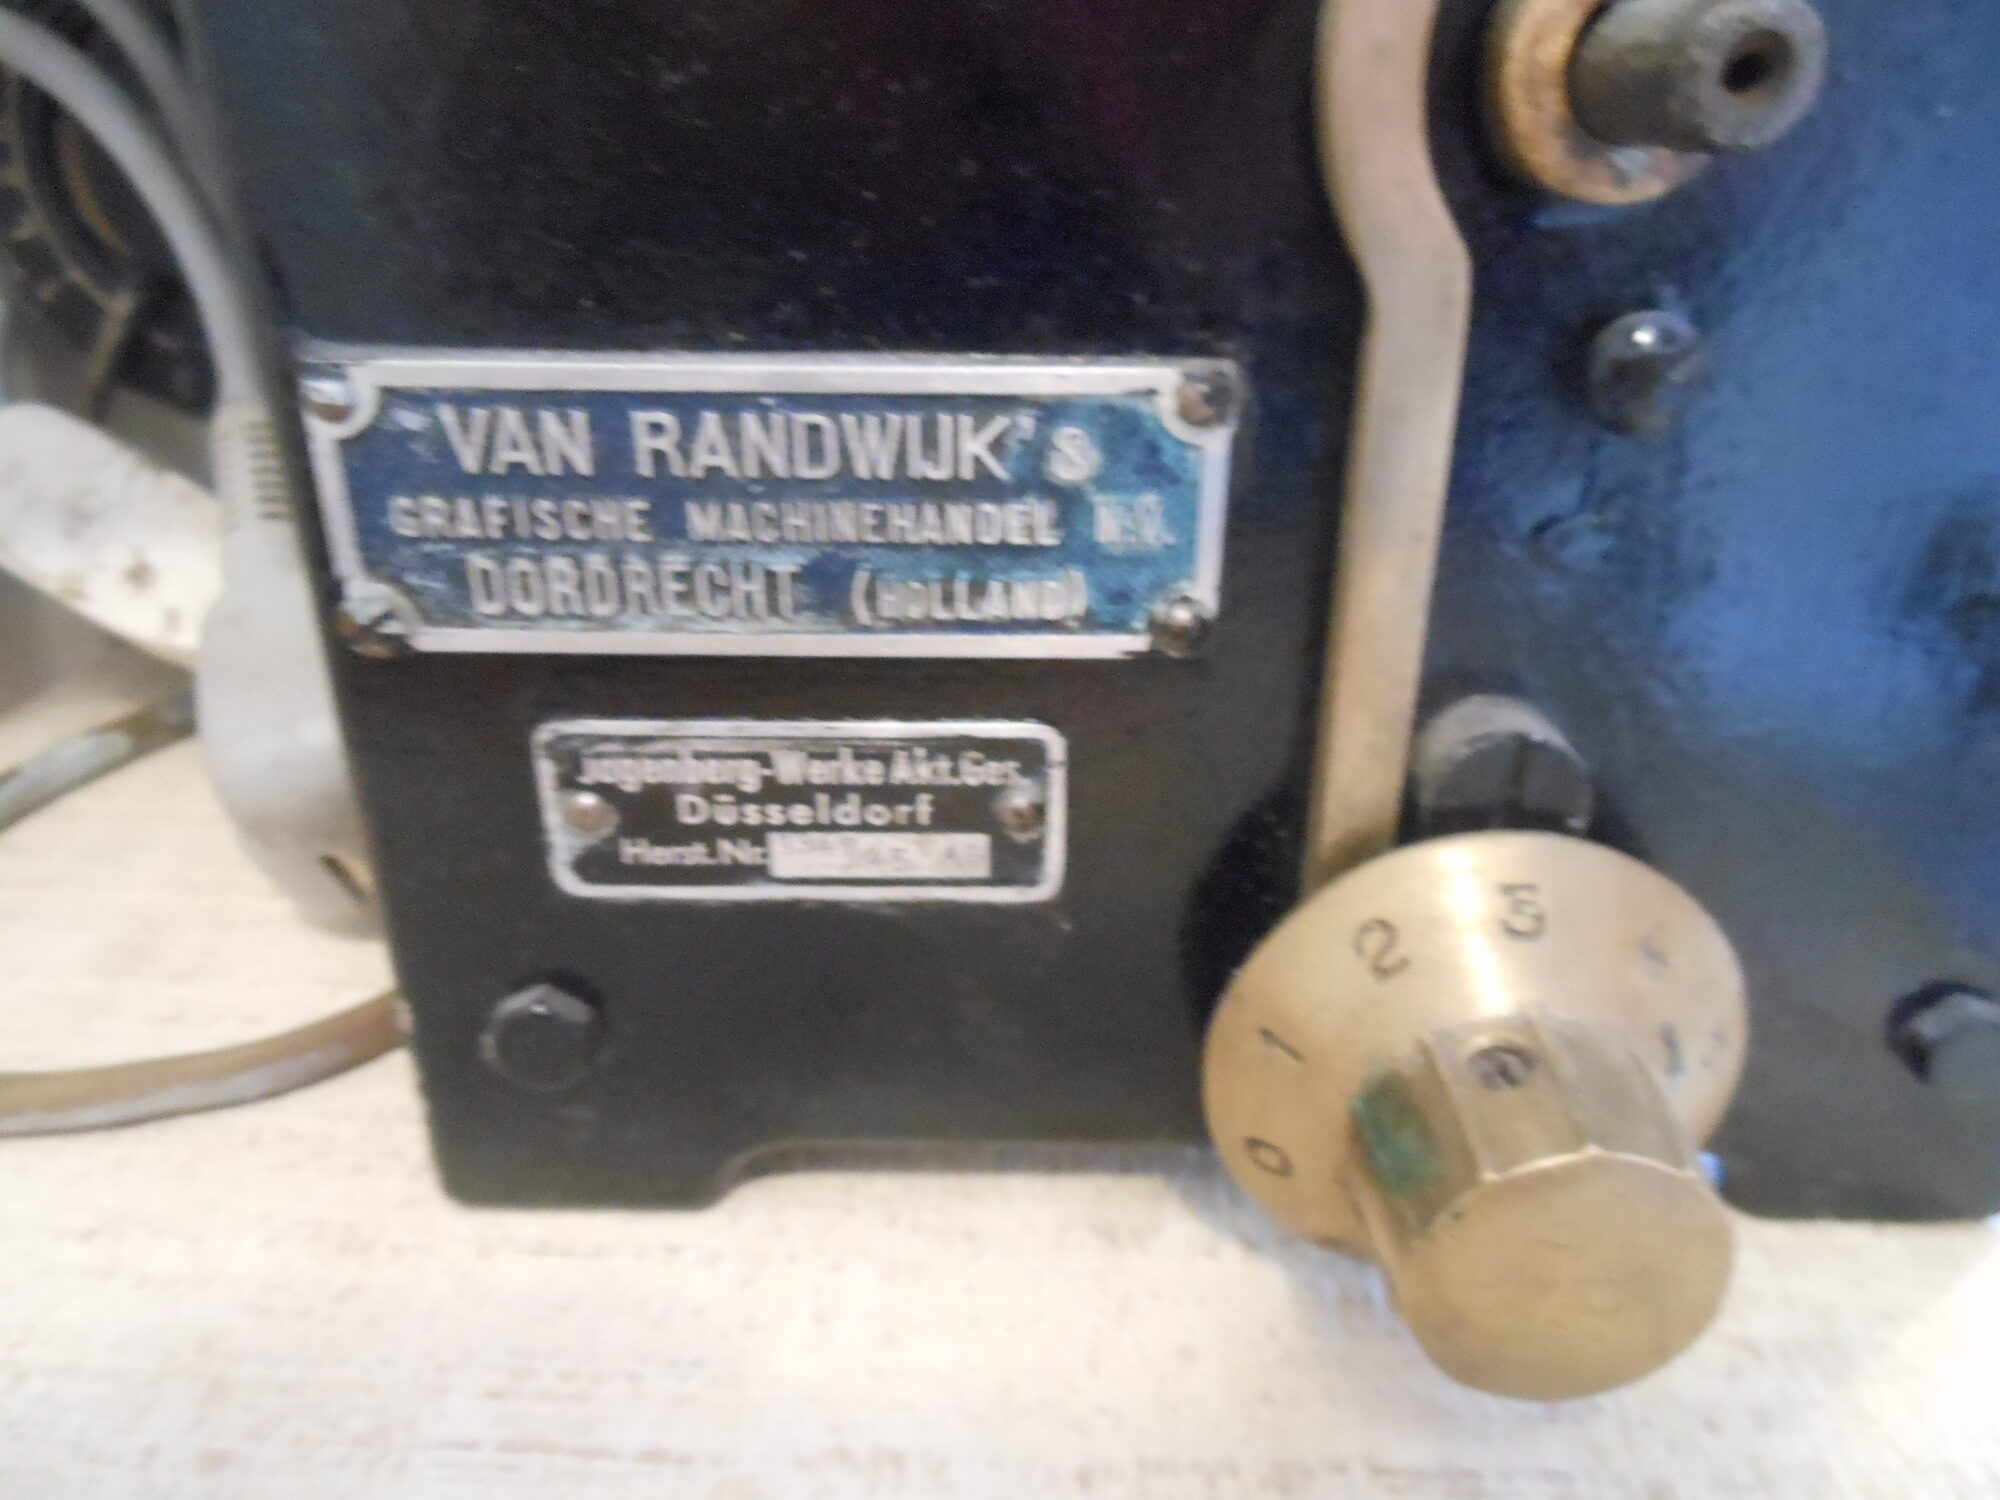 VAN RANDWIJK's
GRAFISCHE MACHINEHANDEL N.V.
DORDRECHT (HOLLAND)
Jagenberg-Werke Akt.Ges.
Düsseldorf
Herst.Nr.
0
1
2
3